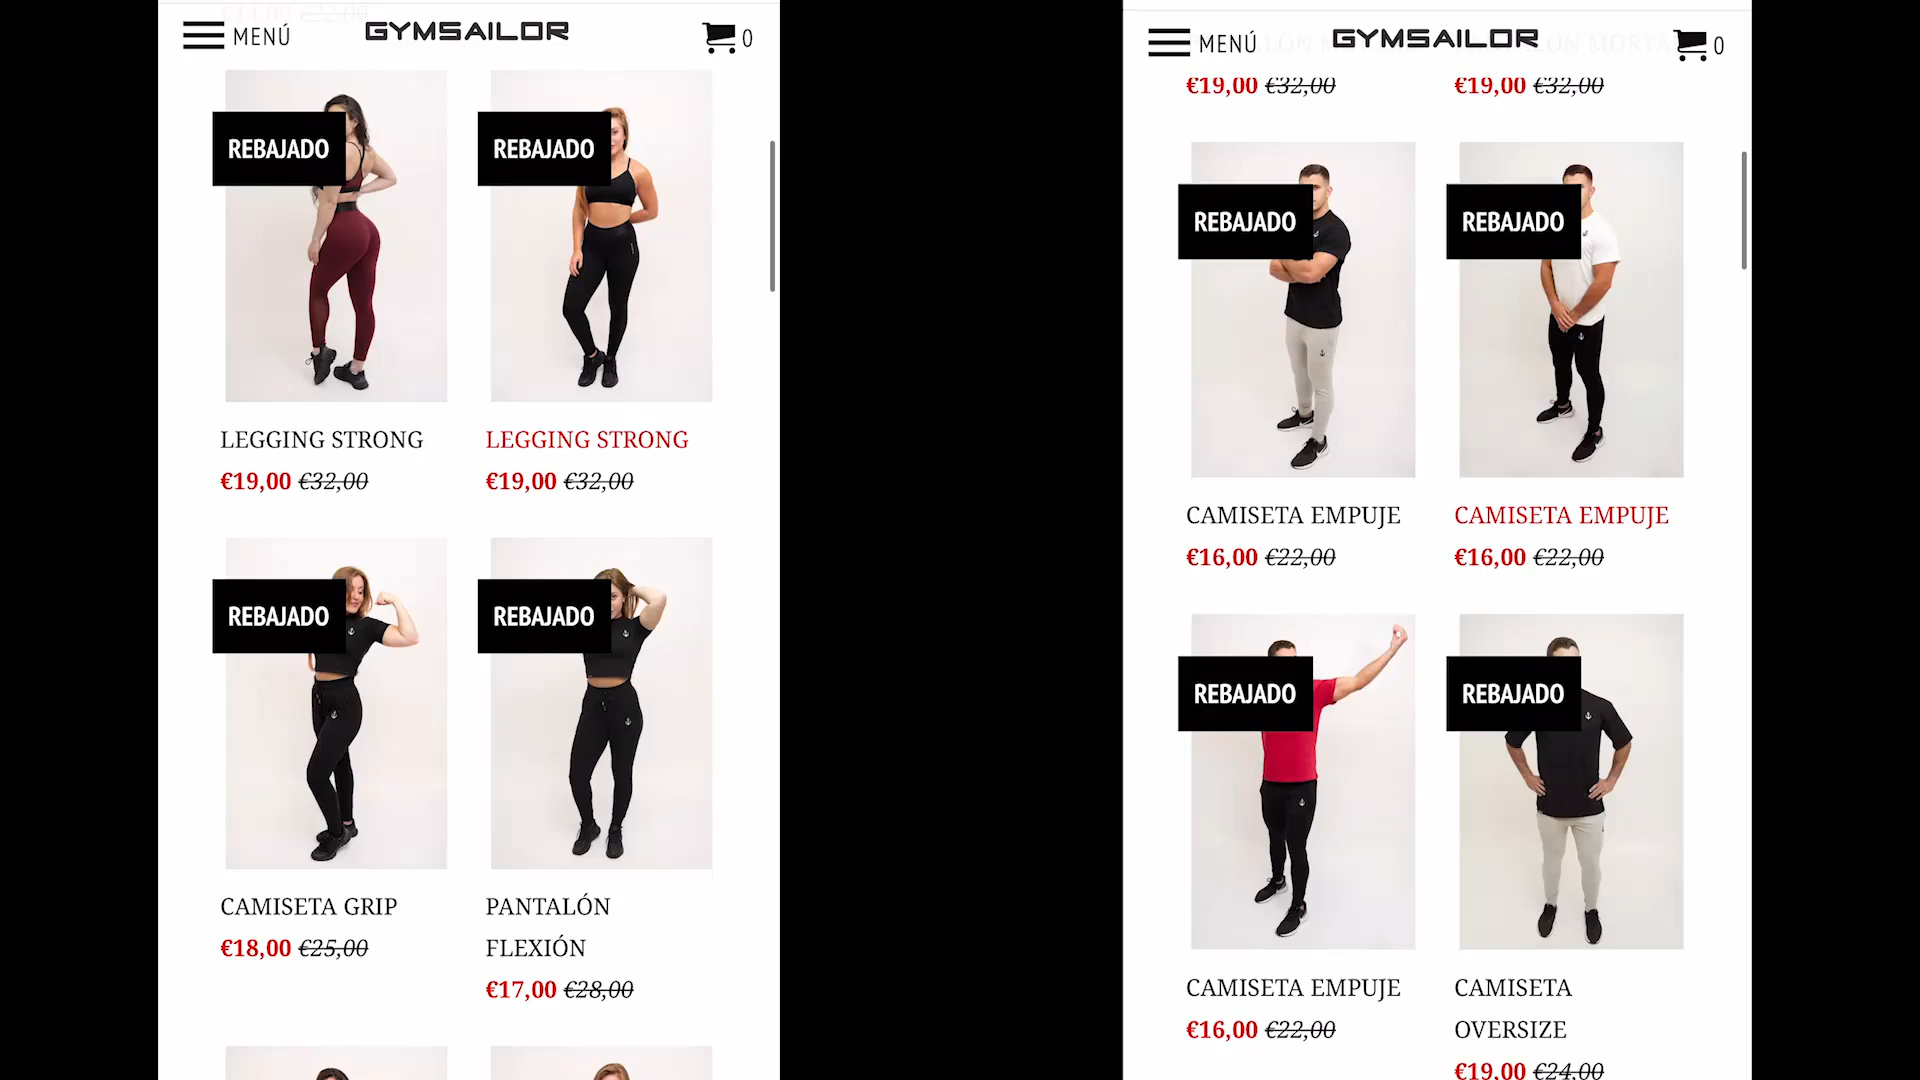 MENÚ
GYMSAILOR
0
REBAJADO
REBAJADO
LEGGING STRONG
€19,00 €32,00
LEGGING STRONG
€19,00 €32,00
REBAJADO
REBAJADO
CAMISETA GRIP
€18,00 €25,00
PANTALÓN
FLEXIÓN
€17,00 €28,00
MENÚ
GYMSAILOR
0
€19,00 €32,00
€19,00 €32,00
REBAJADO
REBAJADO
CAMISETA EMPUJE
€16,00 €22,00
CAMISETA EMPUJE
€16,00 €22,00
REBAJADO
REBAJADO
CAMISETA EMPUJE
€16,00 €22,00
CAMISETA
OVERSIZE
€19,00 €24,00